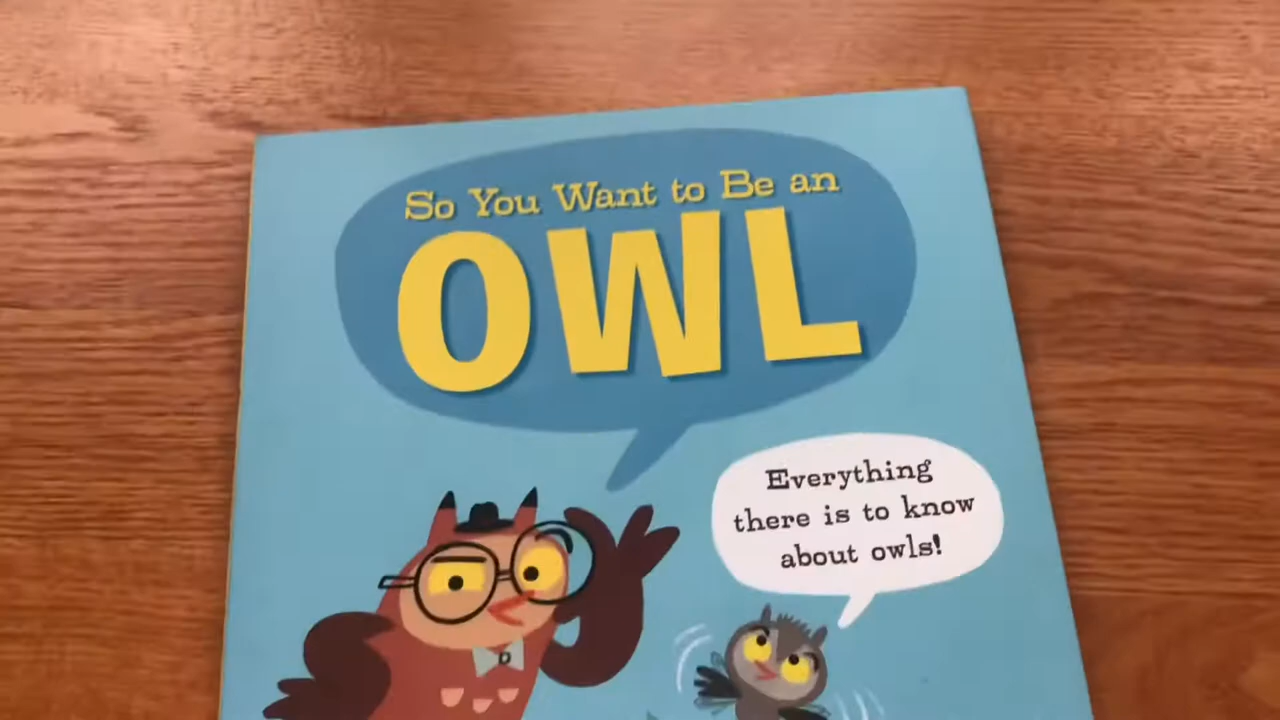 So You Want to Be an
OWL
Everything
there is to know
about owls!